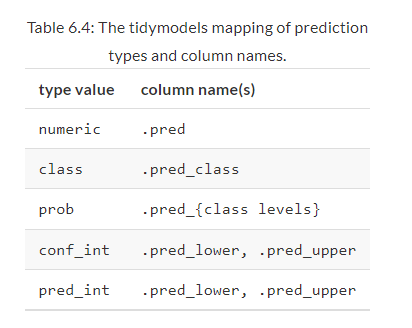 Table 6.4: The tidymodels mapping of prediction
types and column names.
type value column name(s)
numeric .pred
class .pred_class
prob .pred_{class levels}
conf_int .pred_lower, .pred_upper
pred_int .pred_lower, .pred_upper